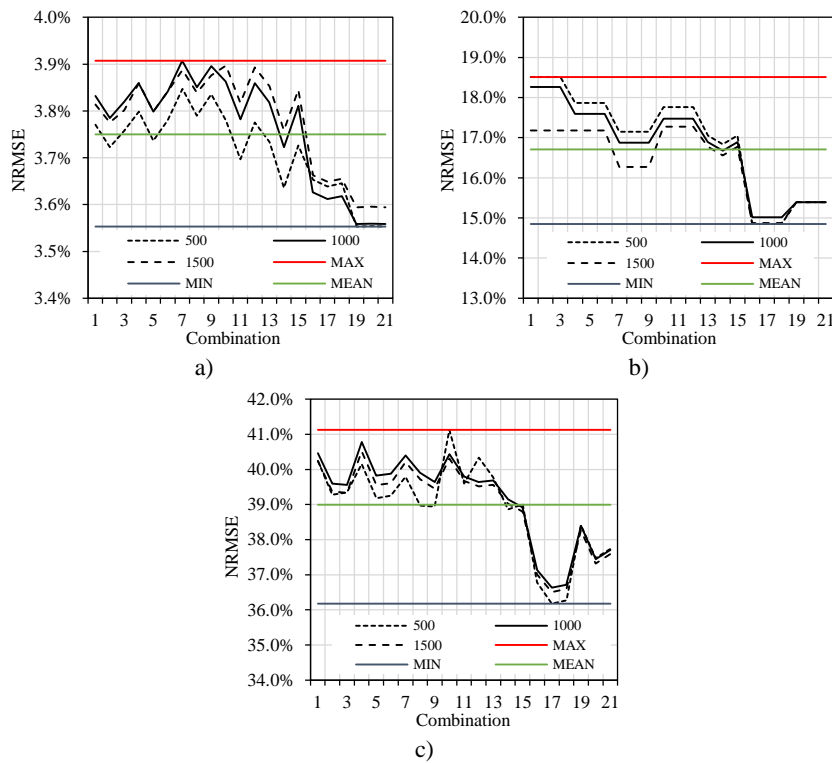 4.0%
3.9%
3.8%
3.7%
3.6%
3.5%
3.4%
NRMSE
500 1000
1500 MAX
MIN MEAN
1 3 5 7 9 11 13 15 17 19 21
Combination
a)
20.0%
19.0%
18.0%
17.0%
16.0%
15.0%
14.0%
13.0%
NRMSE
500 1000
1500 MAX
MIN MEAN
1 3 5 7 9 11 13 15 17 19 21
Combination
b)
42.0%
41.0%
40.0%
39.0%
38.0%
37.0%
36.0%
35.0%
34.0%
NRMSE
500 1000
1500 MAX
MIN MEAN
1 3 5 7 9 11 13 15 17 19 21
Combination
c)